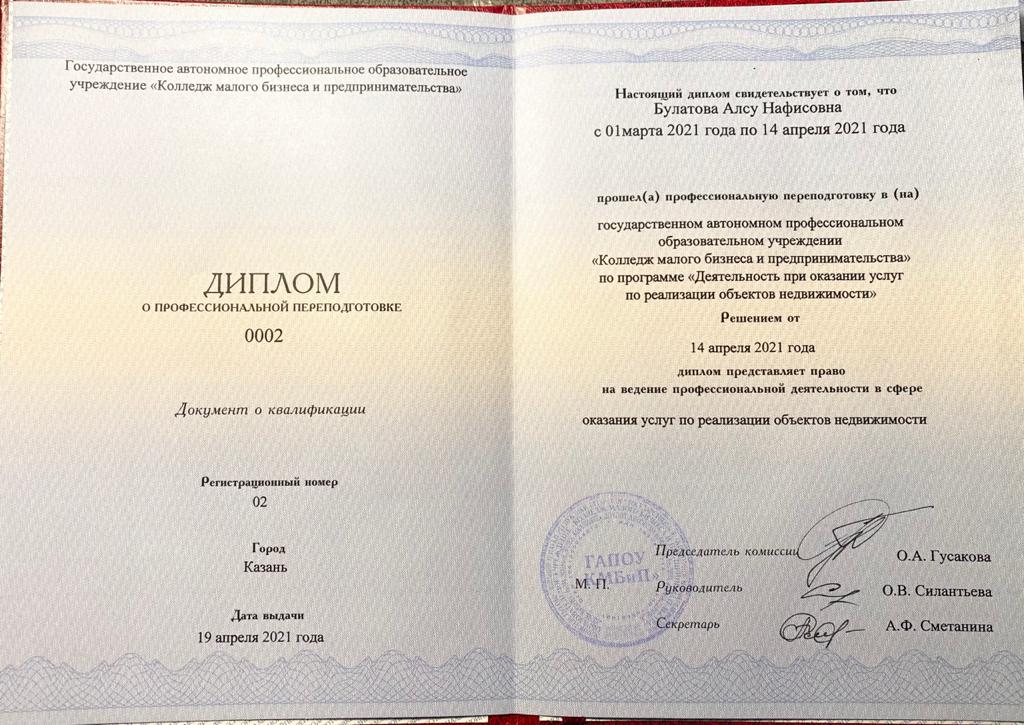 Государственное автономное профессиональное образовательное
учреждение «Колледж малого бизнеса и предпринимательства»
ДИПЛОМ
О ПРОФЕССИОНАЛЬНОЙ ПЕРЕПОДГОТОВКЕ
0002
Документ о квалификации
Регистрационный номер
02
Город
Казань
Дата выдачи
19 апреля 2021 года
Настоящий диплом свидетельствует о том, что
Булатова Алсу Нафисовна
с 01марта 2021 года по 14 апреля 2021 года
прошел(а) профессиональную переподготовку в (на)
государственном автономном профессиональном
образовательном учреждении
«Колледж малого бизнеса и предпринимательства»
по программе «Деятельность при оказании услуг
по реализации объектов недвижимости»
Решением от
14 апреля 2021 года
диплом представляет право
на ведение профессиональной деятельности в сфере
оказания услуг по реализации объектов недвижимости
ГАПОУ
«КМБиП»
М. П.
Председатель комиссии
О.А. Гусакова
Руководитель
О.В. Силантьева
Секретарь
А.Ф. Сметанина